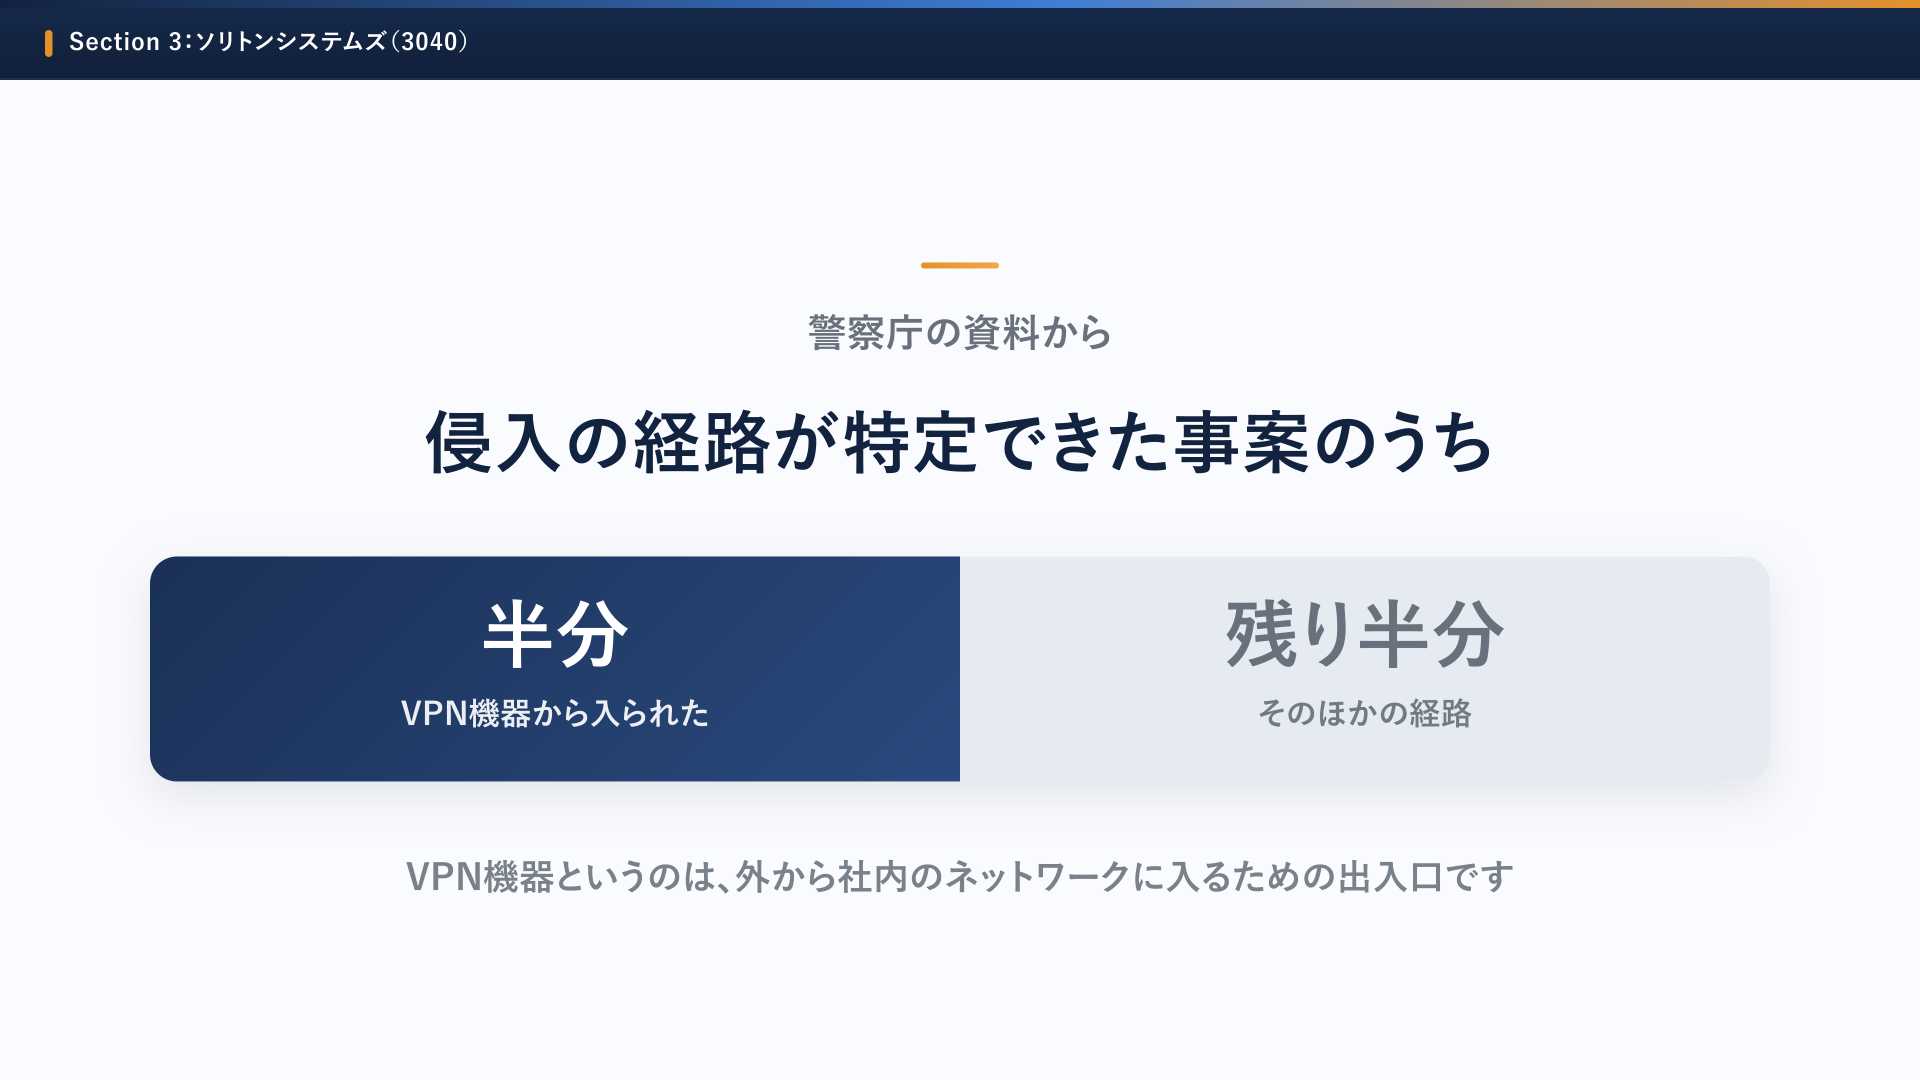 Section 3：ソリトンシステムズ（3040）
警察庁の資料から
侵入の経路が特定できた事案のうち
半分
VPN機器から入られた
残り半分
そのほかの経路
VPN機器というのは、外から社内のネットワークに入るための出入口です